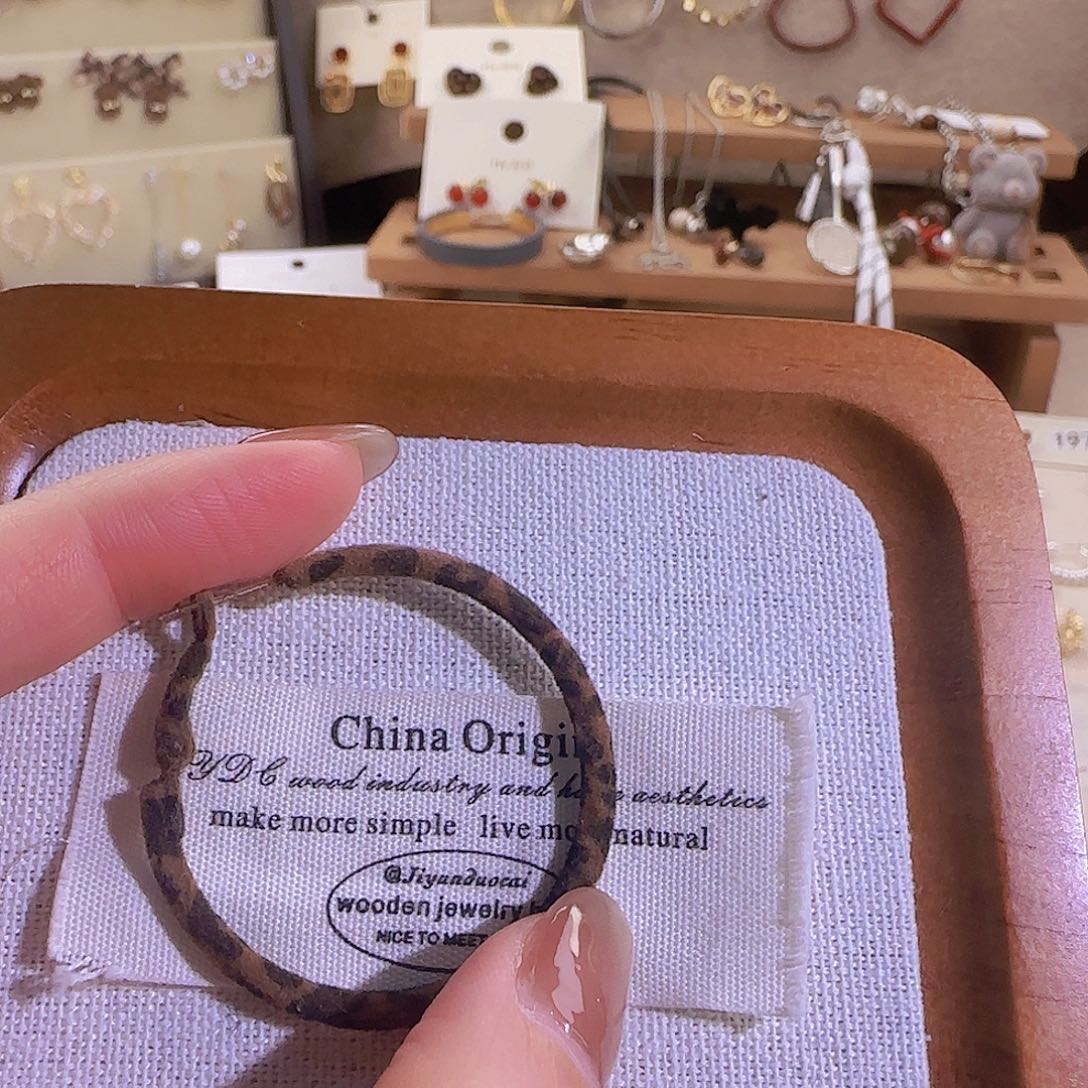 197
China Origi
YDC wood industry and h aesthetics
make more simple live mo natural
@Jiyunduocai
wooden jewelry
NICE TO MEET